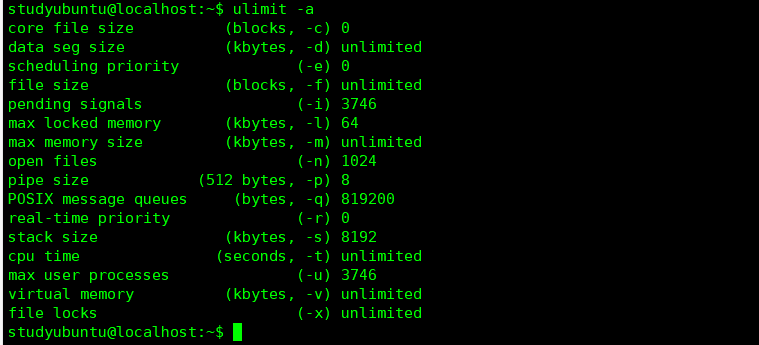 studyubuntu@localhost:~$ ulimit -a
core file size          (blocks, -c) 0
data seg size           (kbytes, -d) unlimited
scheduling priority             (-e) 0
file size               (blocks, -f) unlimited
pending signals                 (-i) 3746
max locked memory       (kbytes, -l) 64
max memory size         (kbytes, -m) unlimited
open files                      (-n) 1024
pipe size            (512 bytes, -p) 8
POSIX message queues     (bytes, -q) 819200
real-time priority              (-r) 0
stack size              (kbytes, -s) 8192
cpu time               (seconds, -t) unlimited
max user processes              (-u) 3746
virtual memory          (kbytes, -v) unlimited
file locks                      (-x) unlimited
studyubuntu@localhost:~$